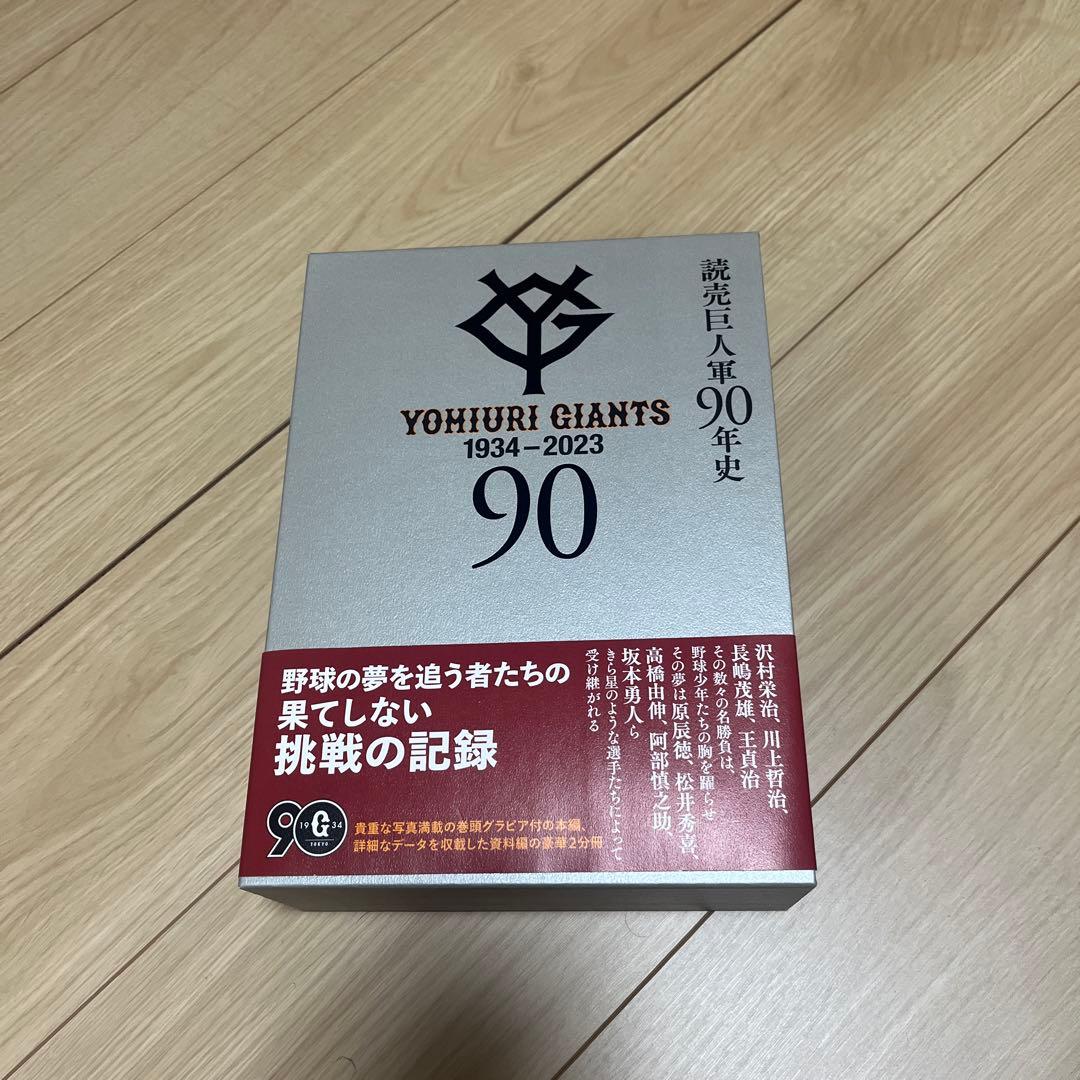 読売巨人軍90年史
YOMIURI GIANTS
1934–2023
90
沢村栄治、川上哲治、
長嶋茂雄、王貞治
その数々の名勝負は、
野球少年たちの胸を躍らせ
その夢は原辰徳、松井秀喜、
高橋由伸、阿部慎之助、
坂本勇人ら
きら星のような選手たちによって
受け継がれる
野球の夢を追う者たちの
果てしない
挑戦の記録
90
19 G 34
TOKYO
貴重な写真満載の巻頭グラビア付の本編、
詳細なデータを収載した資料編の豪華2分冊